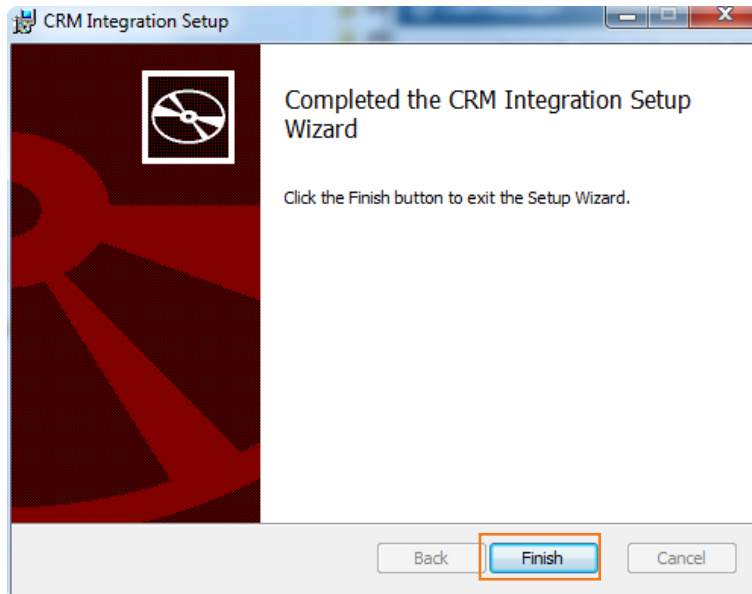 CRM Integration Setup
Completed the CRM Integration Setup
Wizard
Click the Finish button to exit the Setup Wizard.
Back Finish Cancel